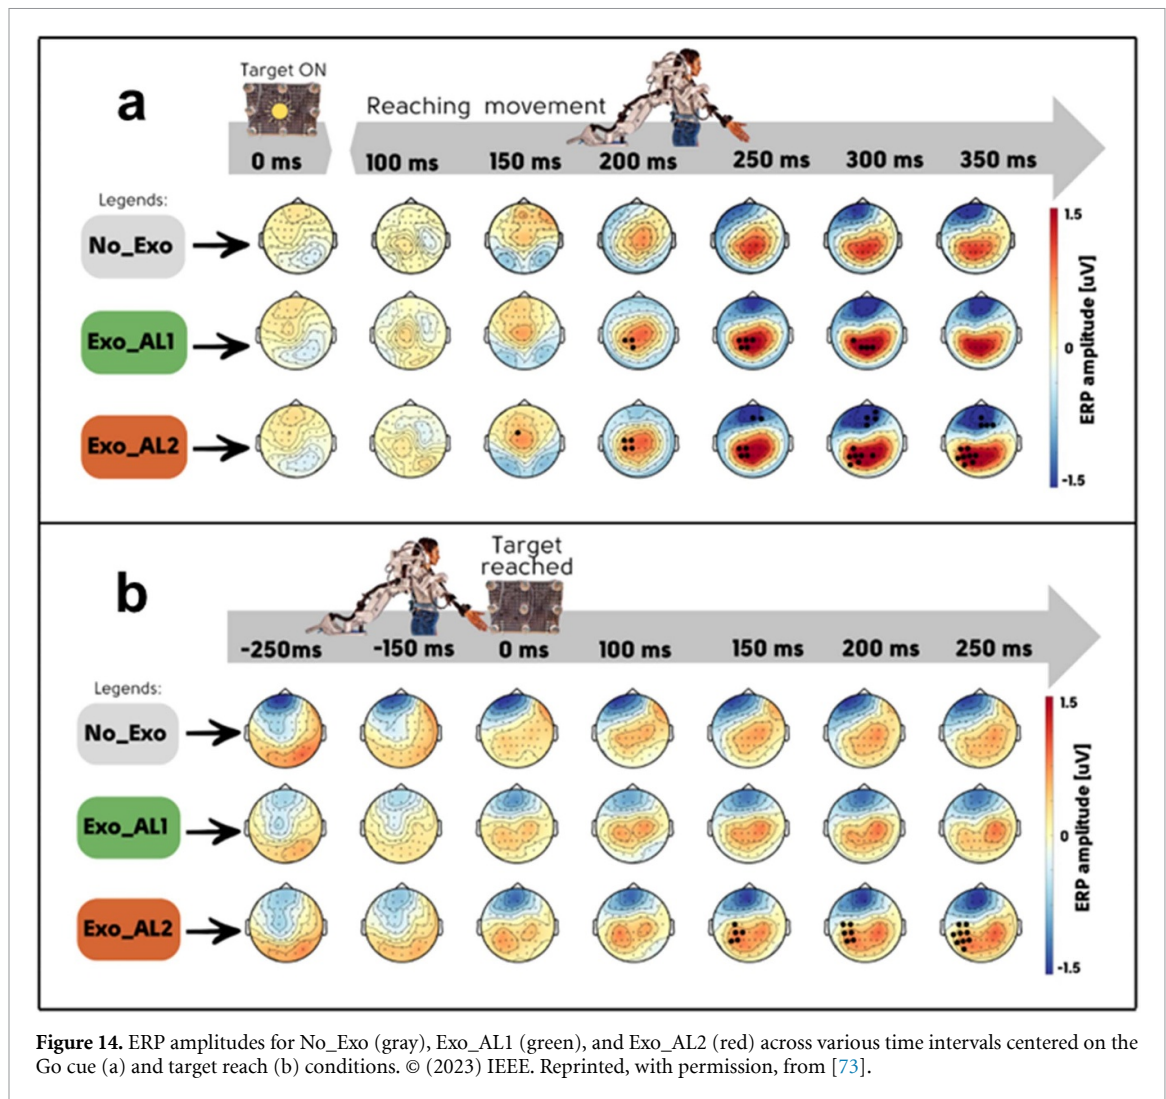 a
Target ON
Reaching movement
0 ms 100 ms 150 ms 200 ms 250 ms 300 ms 350 ms
Legends:
No_Exo
Exo_AL1
Exo_AL2
1.5
0
-1.5
ERP amplitude [uV]
b
Target
reached
-250ms -150 ms 0 ms 100 ms 150 ms 200 ms 250 ms
Legends:
No_Exo
Exo_AL1
Exo_AL2
1.5
0
-1.5
ERP amplitude [uV]
Figure 14. ERP amplitudes for No_Exo (gray), Exo_AL1 (green), and Exo_AL2 (red) across various time intervals centered on the
Go cue (a) and target reach (b) conditions. © (2023) IEEE. Reprinted, with permission, from [73].